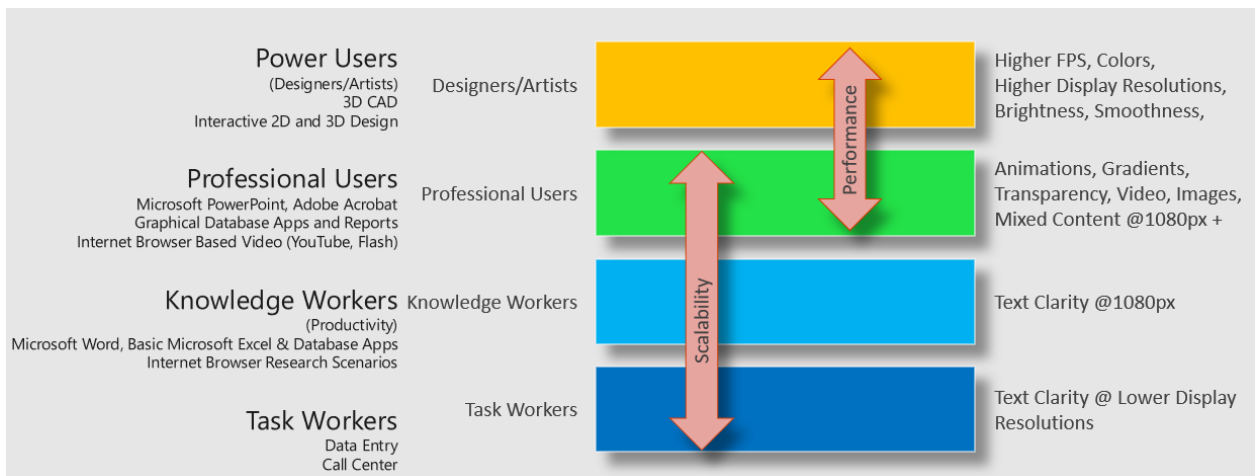 Power Users
(Designers/Artists)
3D CAD
Interactive 2D and 3D Design
Designers/Artists
Performance
Higher FPS, Colors,
Higher Display Resolutions,
Brightness, Smoothness,
Professional Users
Microsoft PowerPoint, Adobe Acrobat
Graphical Database Apps and Reports
Internet Browser Based Video (YouTube, Flash)
Professional Users
Animations, Gradients,
Transparency, Video, Images,
Mixed Content @1080px +
Knowledge Workers
(Productivity)
Microsoft Word, Basic Microsoft Excel & Database Apps
Internet Browser Research Scenarios
Knowledge Workers
Scalability
Text Clarity @1080px
Task Workers
Data Entry
Call Center
Task Workers
Text Clarity @ Lower Display
Resolutions